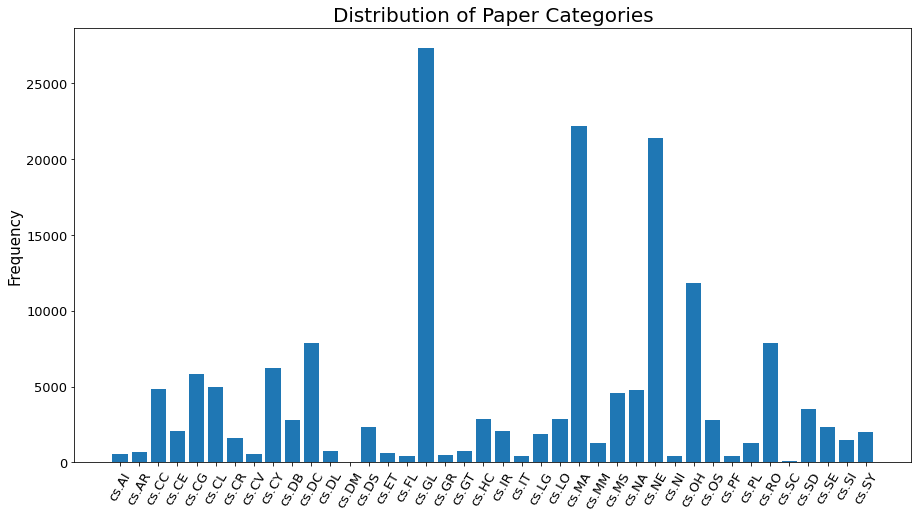 Distribution of Paper Categories
Frequency
25000
20000
15000
10000
5000
0
cs.AI
cs.AR
cs.CC
cs.CE
cs.CG
cs.CL
cs.CR
cs.CV
cs.CY
cs.DB
cs.DC
cs.DL
cs.DM
cs.DS
cs.ET
cs.FL
cs.GL
cs.GR
cs.GT
cs.HC
cs.IR
cs.IT
cs.LG
cs.LO
cs.MA
cs.MM
cs.MS
cs.NA
cs.NE
cs.NI
cs.OH
cs.OS
cs.PF
cs.PL
cs.RO
cs.SC
cs.SD
cs.SE
cs.SI
cs.SY